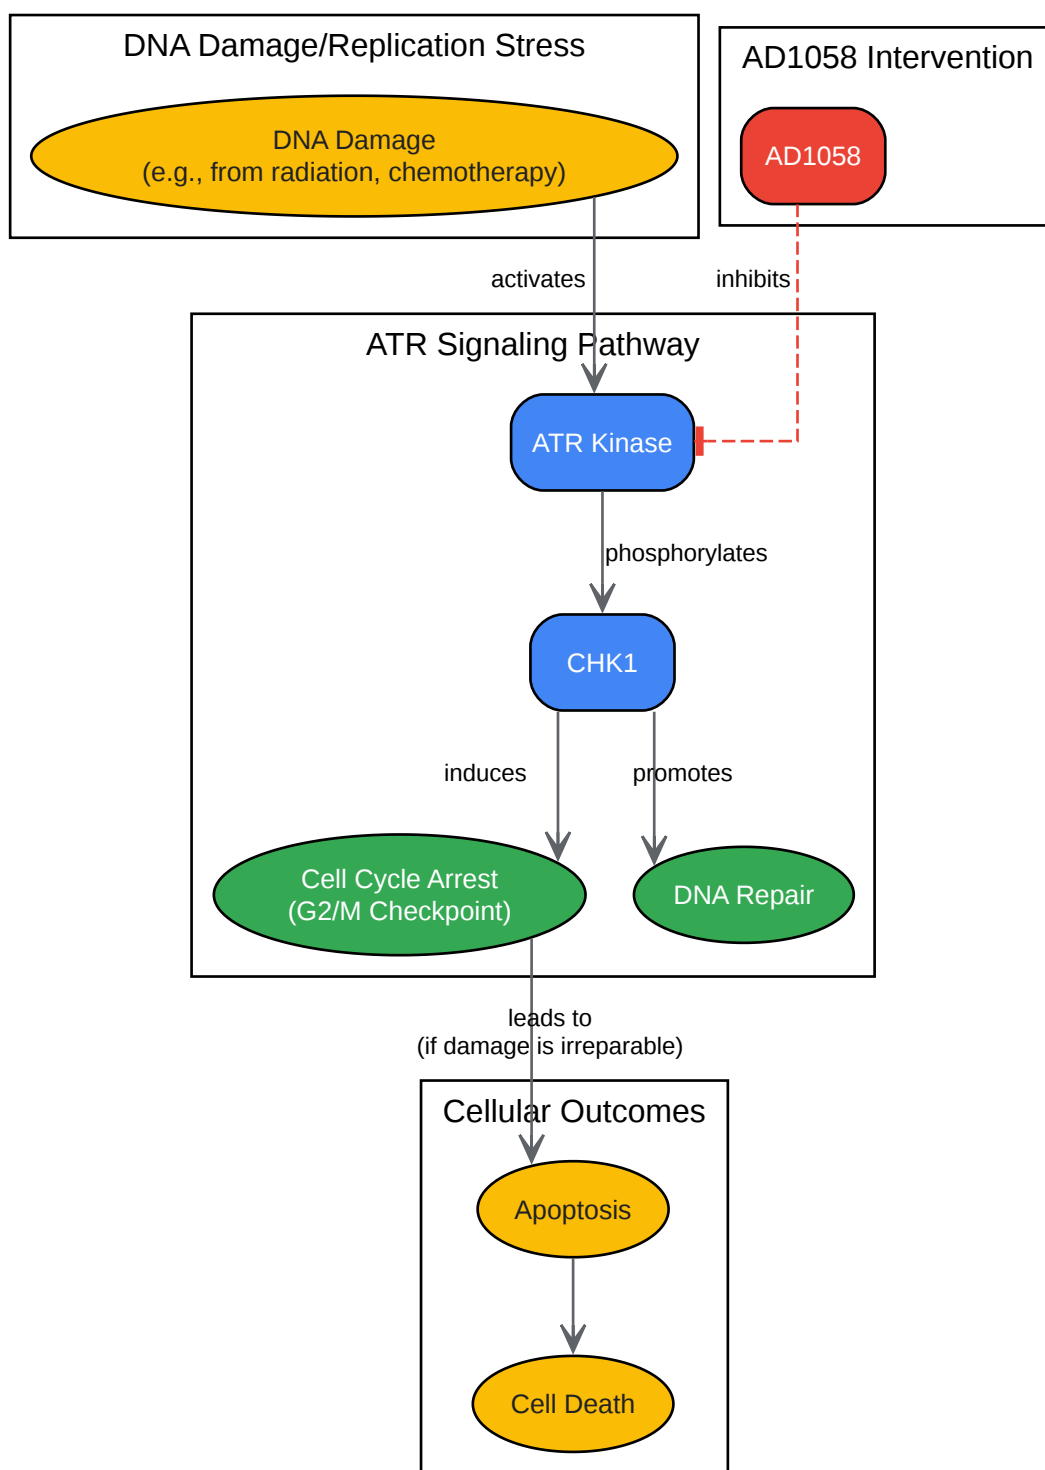 DNA Damage/Replication Stress
AD1058 Intervention
DNA Damage
(e.g., from radiation, chemotherapy)
AD1058
activates
inhibits
ATR Signaling Pathway
ATR Kinase
phosphorylates
CHK1
induces
promotes
Cell Cycle Arrest
(G2/M Checkpoint)
DNA Repair
leads to
(if damage is irreparable)
Cellular Outcomes
Apoptosis
Cell Death